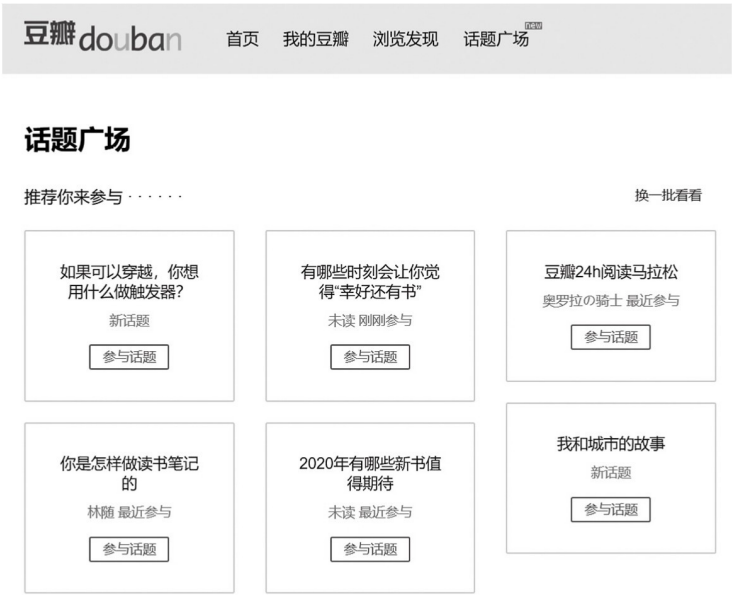 豆瓣douban 首页 我的豆瓣 浏览发现 话题广场 new
话题广场
推荐你来参与 · · · · · ·
换一批看看
如果可以穿越，你想
用什么做触发器？
新话题
参与话题
有哪些时刻会让你觉
得“幸好还有书”
未读 刚刚参与
参与话题
豆瓣24h阅读马拉松
奥罗拉の骑士 最近参与
参与话题
你是怎样做读书笔记
的
林随 最近参与
参与话题
2020年有哪些新书值
得期待
未读 最近参与
参与话题
我和城市的故事
新话题
参与话题